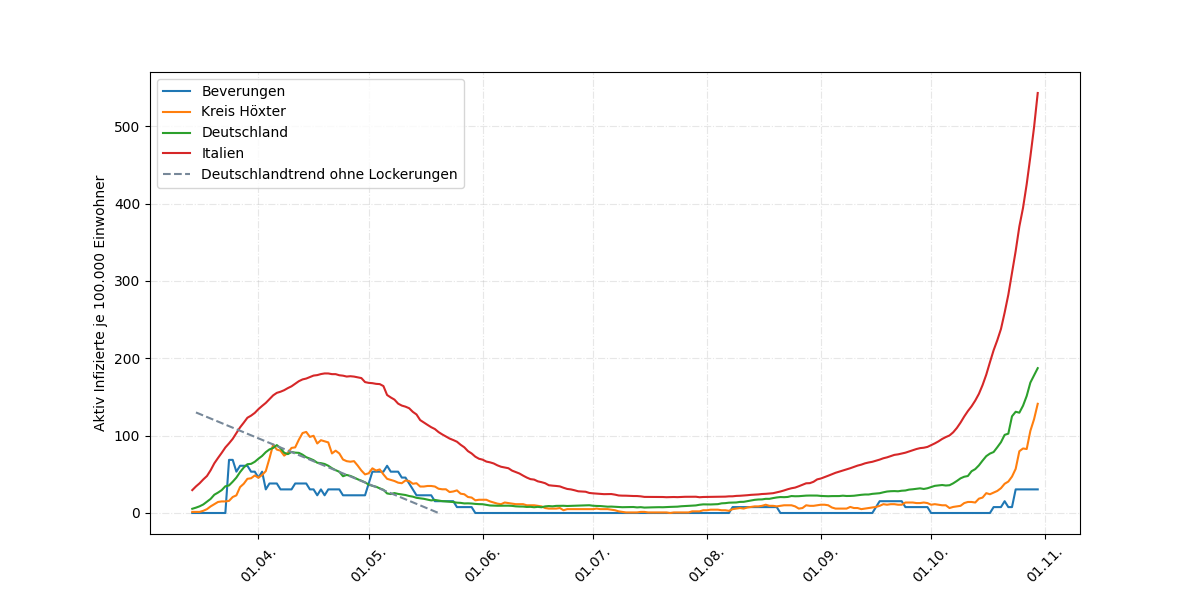 Beverungen
Kreis Höxter
Deutschland
Italien
Deutschlandtrend ohne Lockerungen
Aktiv Infizierte je 100.000 Einwohner
500
400
300
200
100
0
01.04.
01.05.
01.06.
01.07.
01.08.
01.09.
01.10.
01.11.